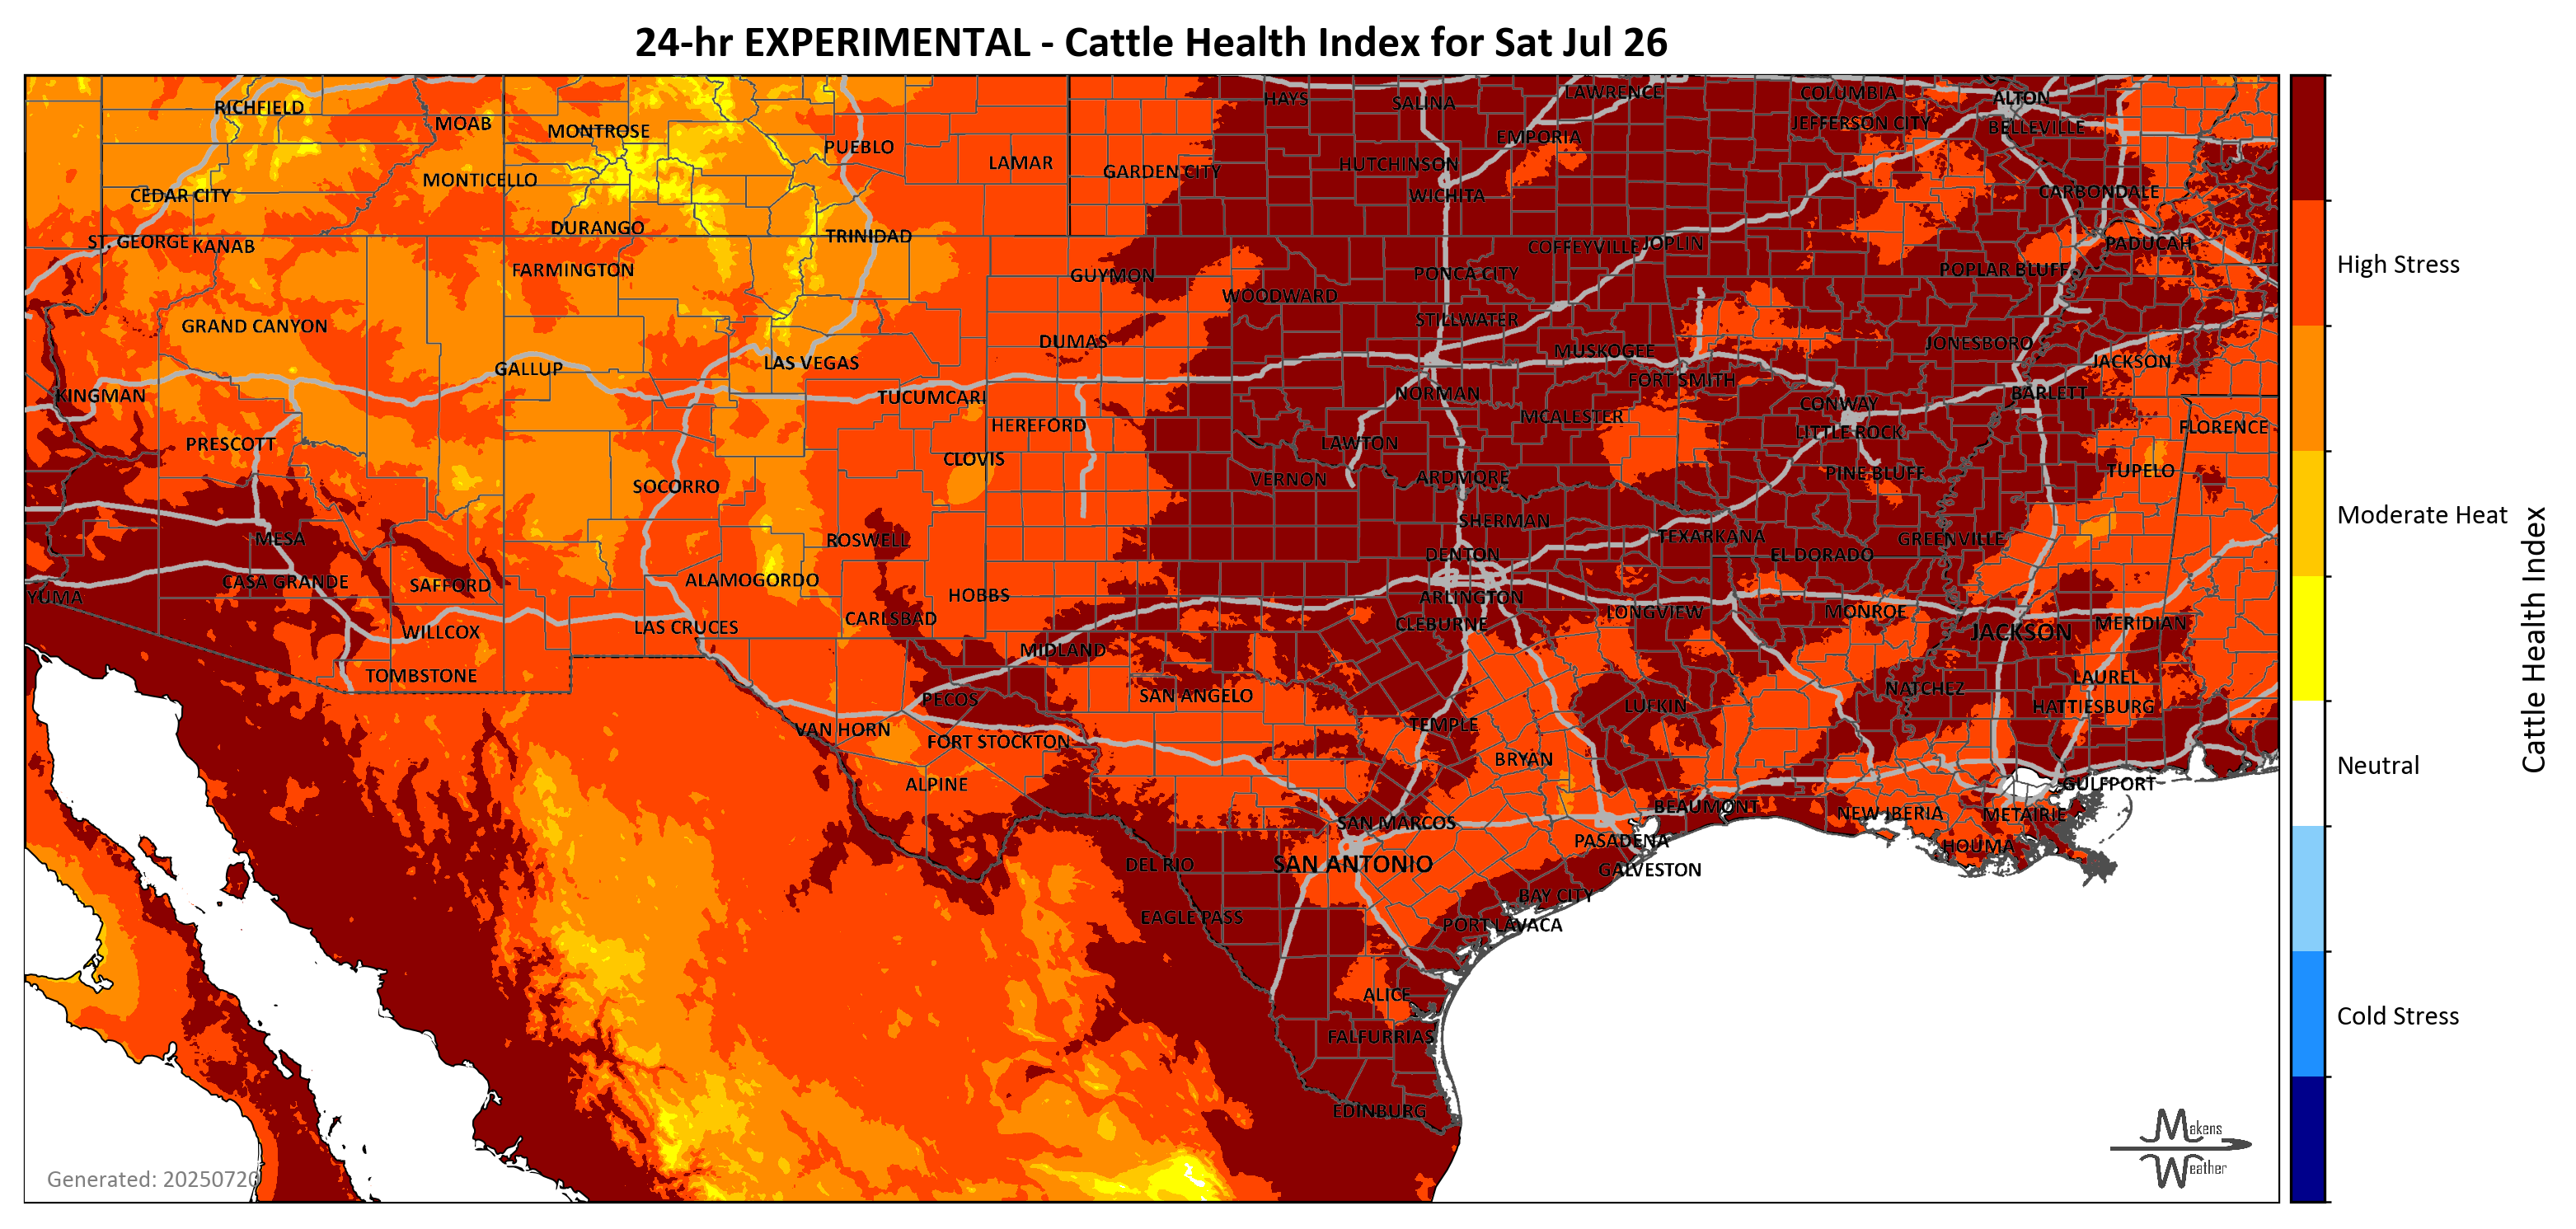 24-hr EXPERIMENTAL - Cattle Health Index for Sat Jul 26
RICHFIELD
MOAB
MONTROSE
PUEBLO
LAMAR
GARDEN CITY
HAYS
SALINA
LAWRENCE
EMPORIA
HUTCHINSON
WICHITA
COLUMBIA
JEFFERSON CITY
ALTON
BELLEVILLE
CARBONDALE
CEDAR CITY
MONTICELLO
DURANGO
TRINIDAD
ST. GEORGE
KANAB
FARMINGTON
GUYMON
WOODWARD
PONCA CITY
COFFEYVILLE
JOPLIN
POPLAR BLUFF
PADUCAH
GRAND CANYON
DUMAS
STILLWATER
MUSKOGEE
JONESBORO
JACKSON
GALLUP
LAS VEGAS
KINGMAN
TUCUMCARI
NORMAN
FORT SMITH
BARLETT
CONWAY
LITTLE ROCK
PRESCOTT
HEREFORD
LAWTON
MCALESTER
FLORENCE
CLOVIS
SOCORRO
VERNON
ARDMORE
PINE BLUFF
TUPELO
SHERMAN
MESA
ROSWELL
DENTON
TEXARKANA
EL DORADO
GREENVILLE
YUMA
CASA GRANDE
SAFFORD
ALAMOGORDO
HOBBS
ARLINGTON
LONGVIEW
MONROE
WILLCOX
LAS CRUCES
CARLSBAD
CLEBURNE
JACKSON
MERIDIAN
TOMBSTONE
MIDLAND
PECOS
SAN ANGELO
LUFKIN
NATCHEZ
LAUREL
HATTIESBURG
VAN HORN
FORT STOCKTON
TEMPLE
BRYAN
ALPINE
SAN MARCOS
BEAUMONT
NEW IBERIA
METAIRIE
GULFPORT
PASADENA
HOUMA
DEL RIO
SAN ANTONIO
GALVESTON
BAY CITY
EAGLE PASS
PORT LAVACA
ALICE
FALFURRIAS
EDINBURG
Generated: 20250720
Makens
Weather
High Stress
Moderate Heat
Neutral
Cold Stress
Cattle Health Index